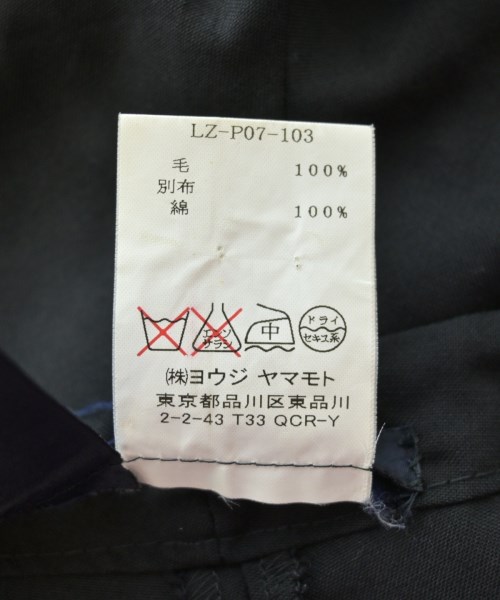 LZ-P07-103
毛 100%
別布
綿 100%
エンソ
サラシ
中
ドライ
セキユ系
(株)ヨウジ ヤマモト
東京都品川区東品川
2-2-43 T33 QCR-Y